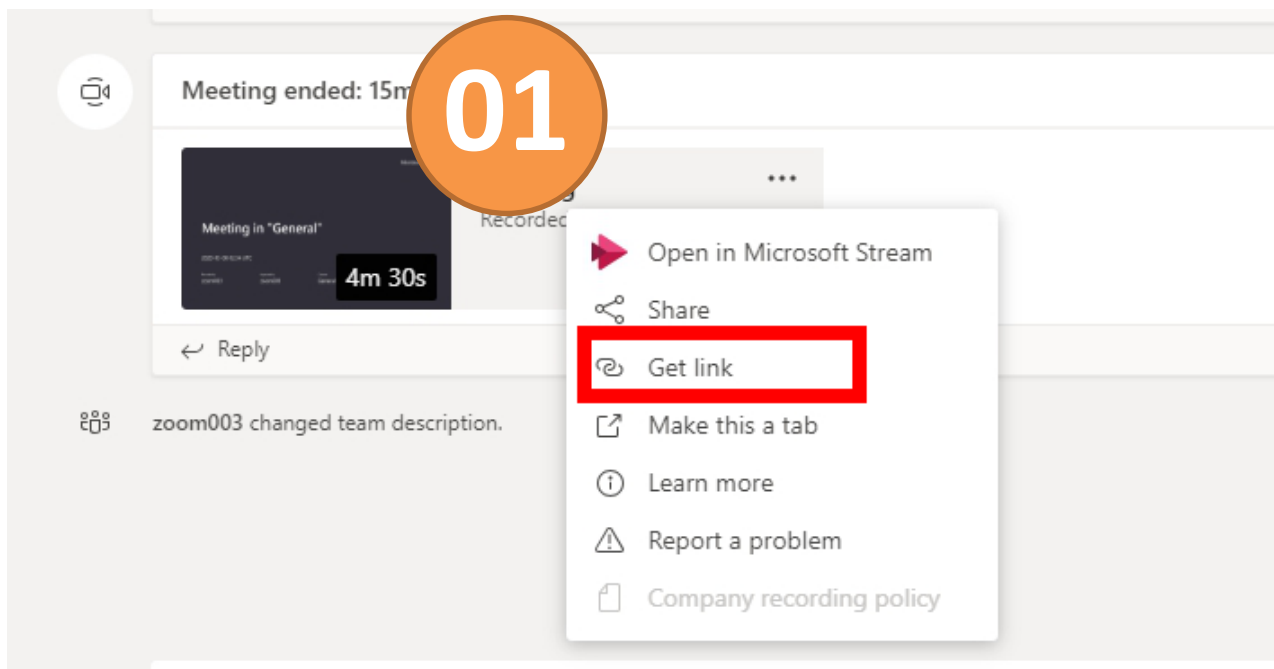 Meeting ended: 15m
01
Meeting in "General"
4m 30s
Recorded
Open in Microsoft Stream
Share
Get link
Make this a tab
Learn more
Report a problem
Company recording policy
Reply
zoom003 changed team description.